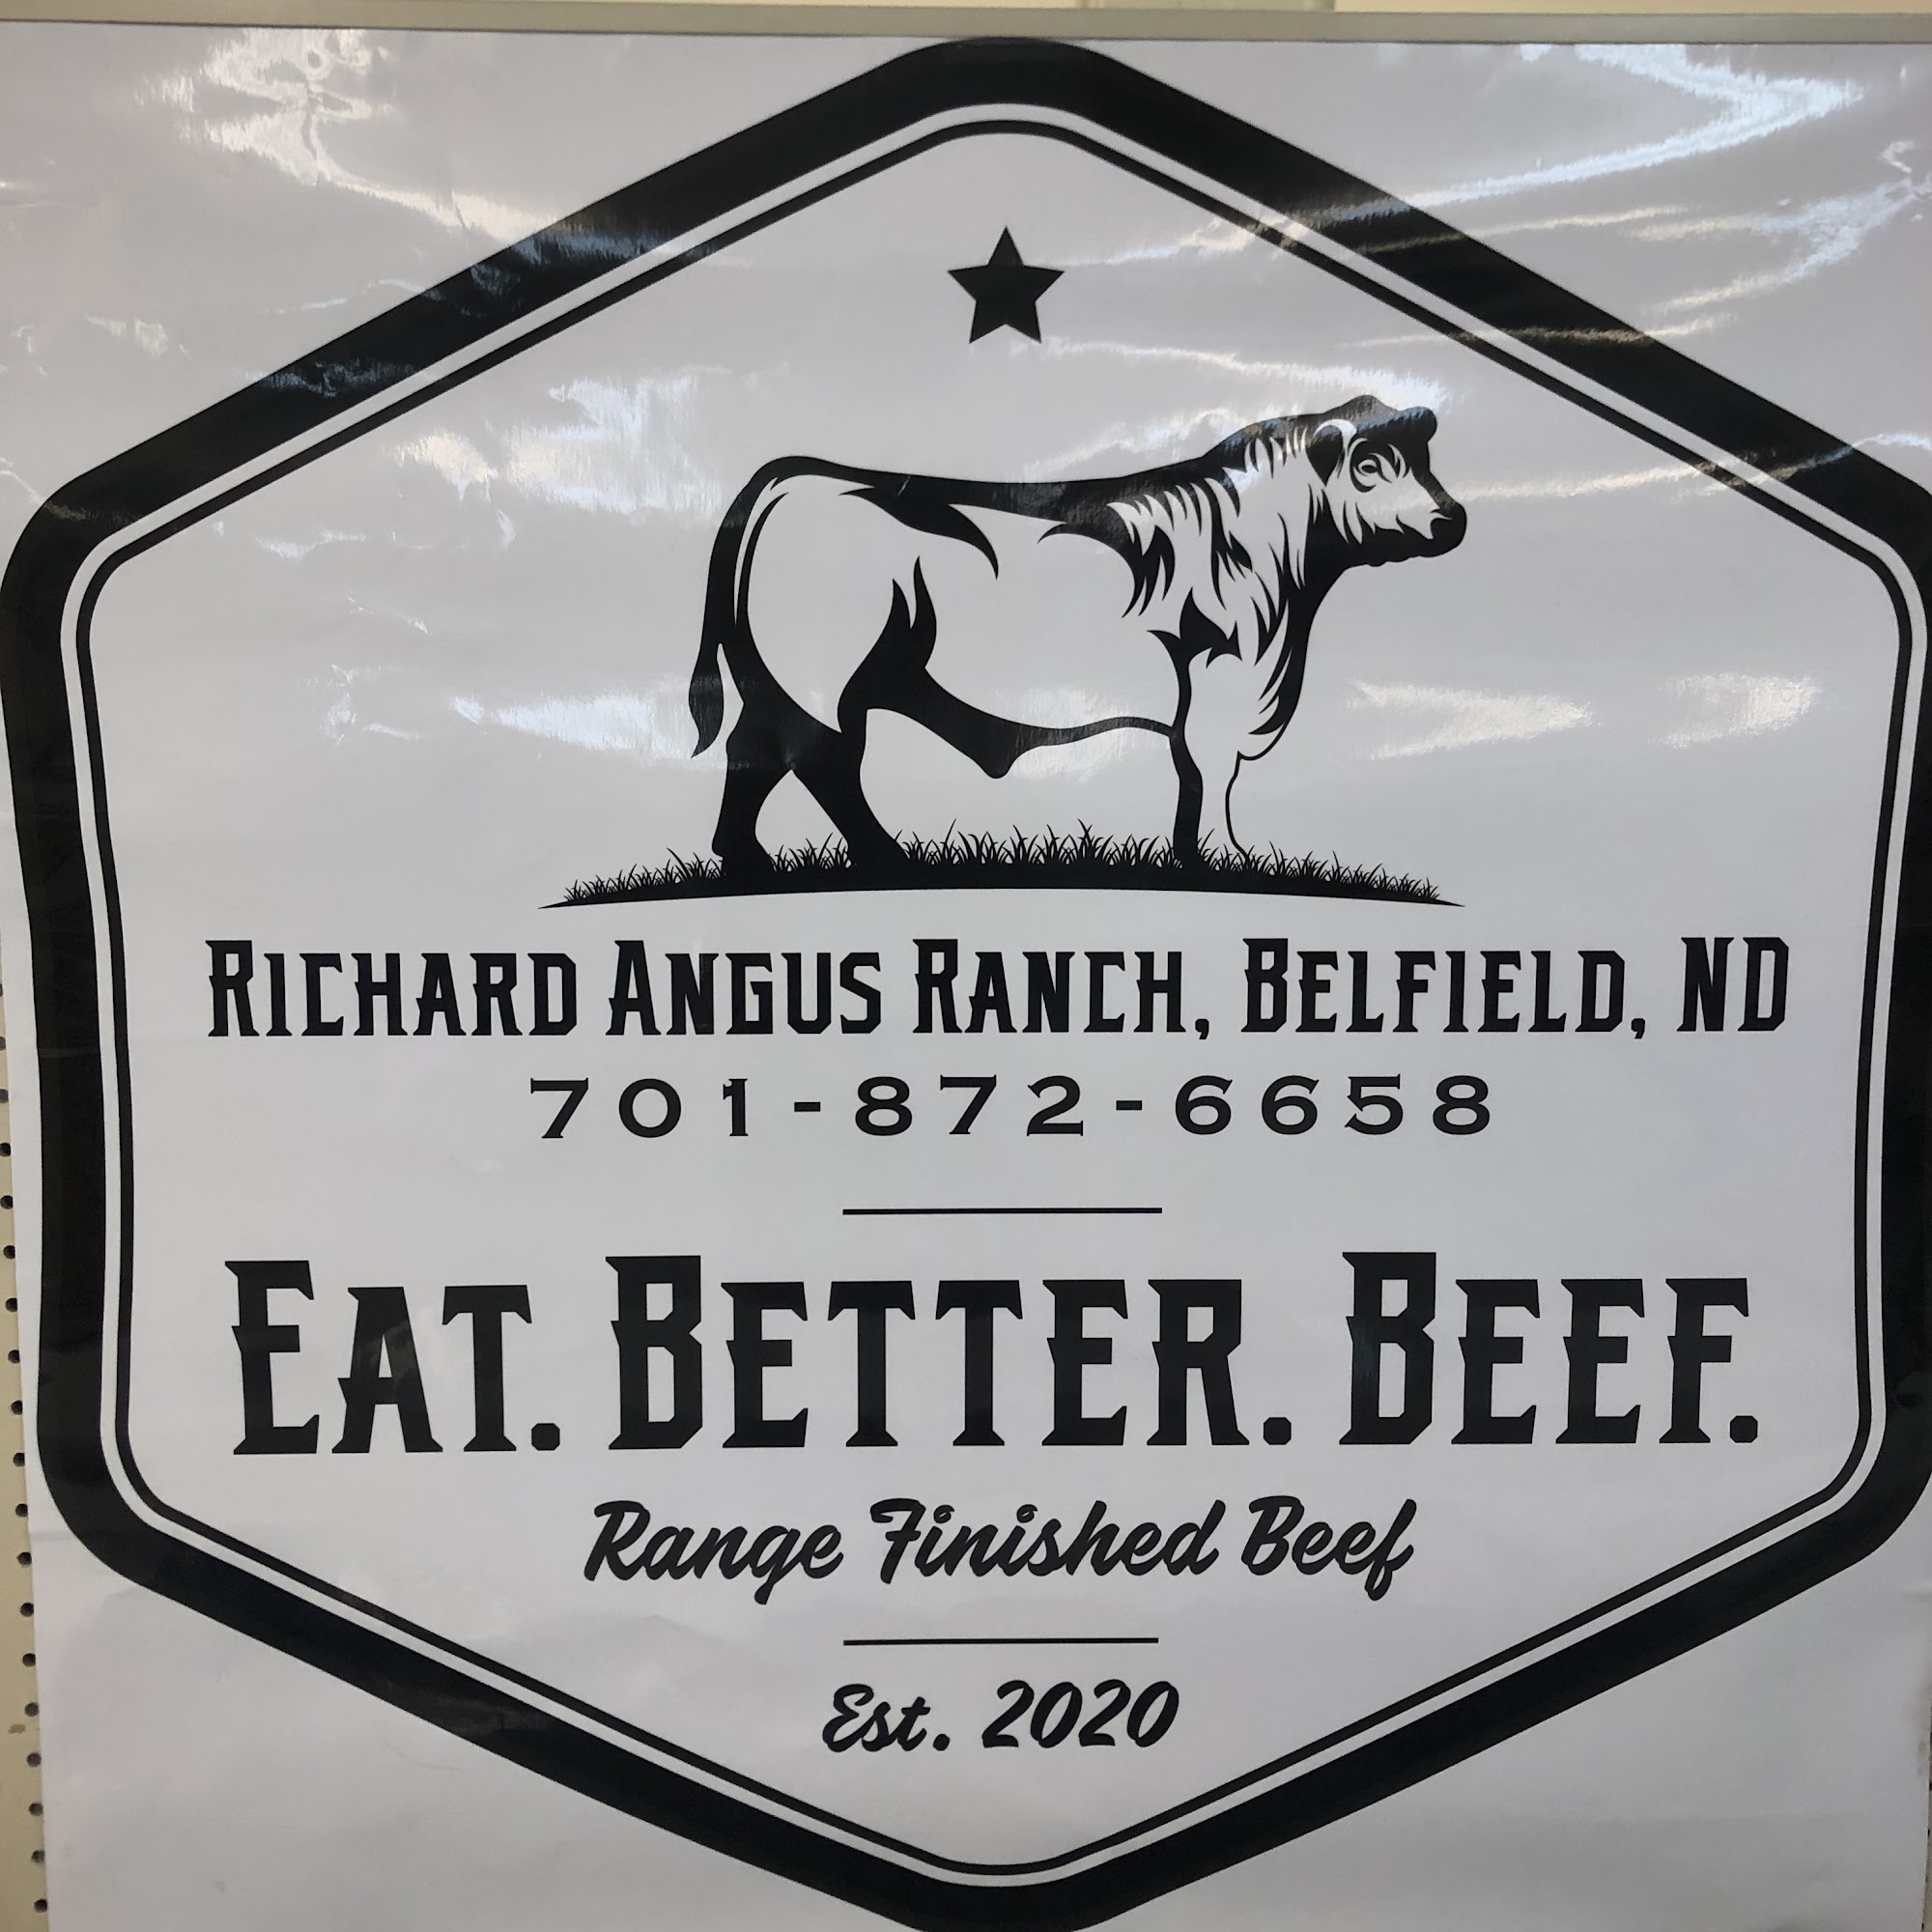 RICHARD ANGUS RANCH, BELFIELD, ND
701-872-6658
EAT. BETTER. BEEF.
Range Finished Beef
Est. 2020